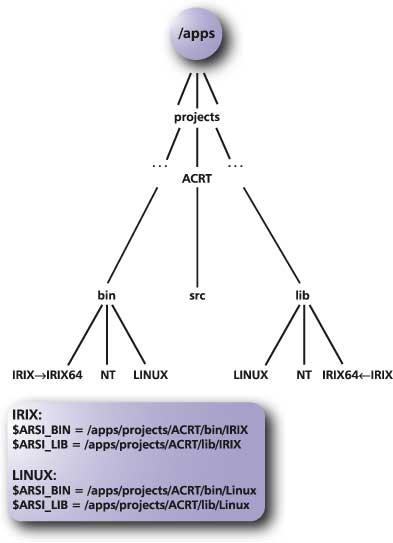 /apps
projects
... ...
ACRT
bin src lib
IRIX→IRIX64 NT LINUX LINUX NT IRIX64←IRIX
IRIX:
$ARSI_BIN = /apps/projects/ACRT/bin/IRIX
$ARSI_LIB = /apps/projects/ACRT/lib/IRIX
LINUX:
$ARSI_BIN = /apps/projects/ACRT/bin/Linux
$ARSI_LIB = /apps/projects/ACRT/lib/Linux